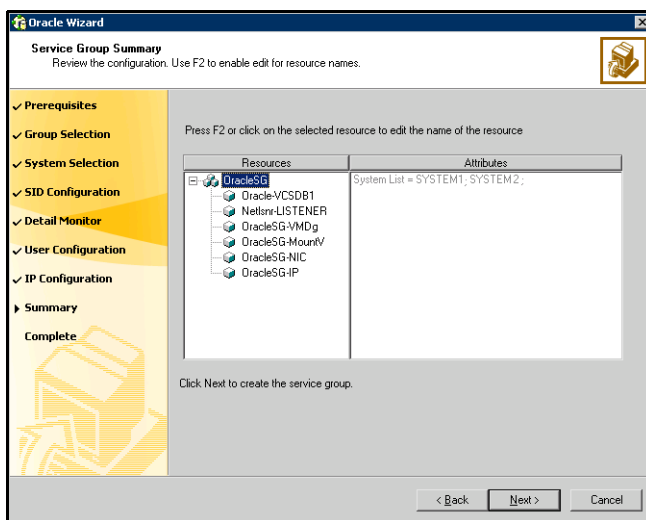 Oracle Wizard
Service Group Summary
Review the configuration. Use F2 to enable edit for resource names.
Prerequisites
Group Selection
System Selection
SID Configuration
Detail Monitor
User Configuration
IP Configuration
Summary
Complete
Press F2 or click on the selected resource to edit the name of the resource
Resources Attributes
OracleSG System List = SYSTEM1; SYSTEM2;
Oracle-VCSDB1
Netlsnr-LISTENER
OracleSG-VMDg
OracleSG-MountV
OracleSG-NIC
OracleSG-IP
Click Next to create the service group.
< Back Next > Cancel